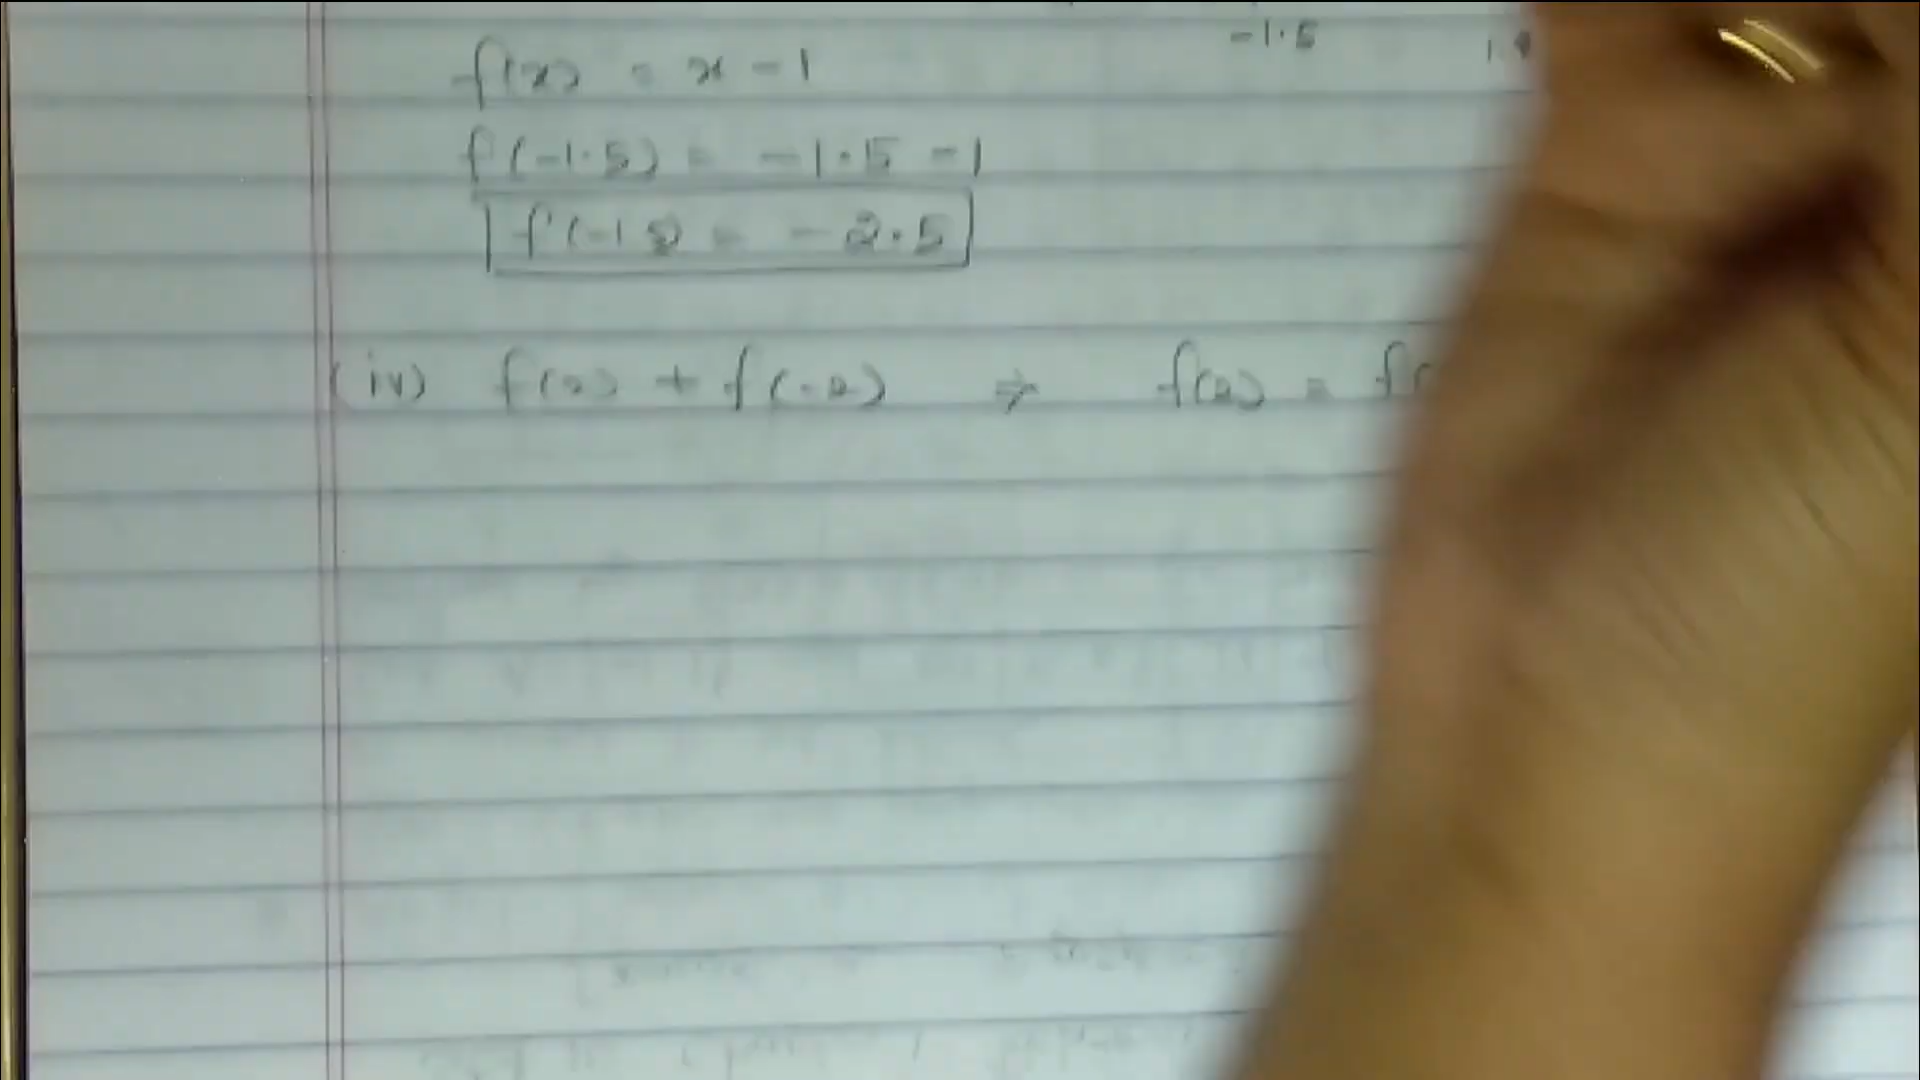 -1.5
f(x) = x - 1
f(-1.5) = -1.5 - 1
f(-1 5) = - 2.5
(iv) f(2) + f(-2) ⇒ f(2) = f(